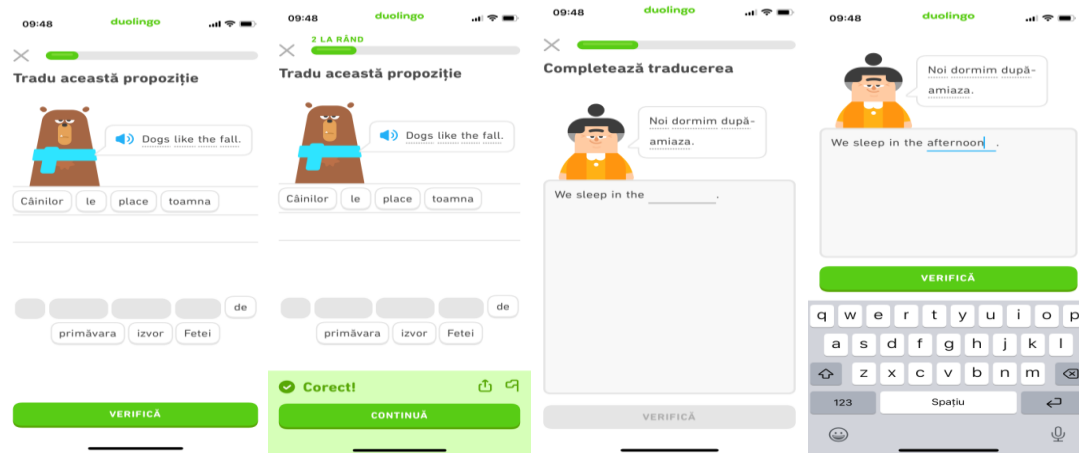 09:48
duolingo
Tradu această propoziție
Dogs like the fall.
Câinilor le place toamna
de
primăvara izvor Fetei
VERIFICĂ
09:48
duolingo
2 LA RÂND
Tradu această propoziție
Dogs like the fall.
Câinilor le place toamna
de
primăvara izvor Fetei
Corect!
CONTINUĂ
09:48
duolingo
Completează traducerea
Noi dormim după-
amiaza.
We sleep in the ________.
VERIFICĂ
09:48
duolingo
Noi dormim după-
amiaza.
We sleep in the afternoon.
VERIFICĂ
q w e r t y u i o p
a s d f g h j k l
z x c v b n m
123 Spațiu